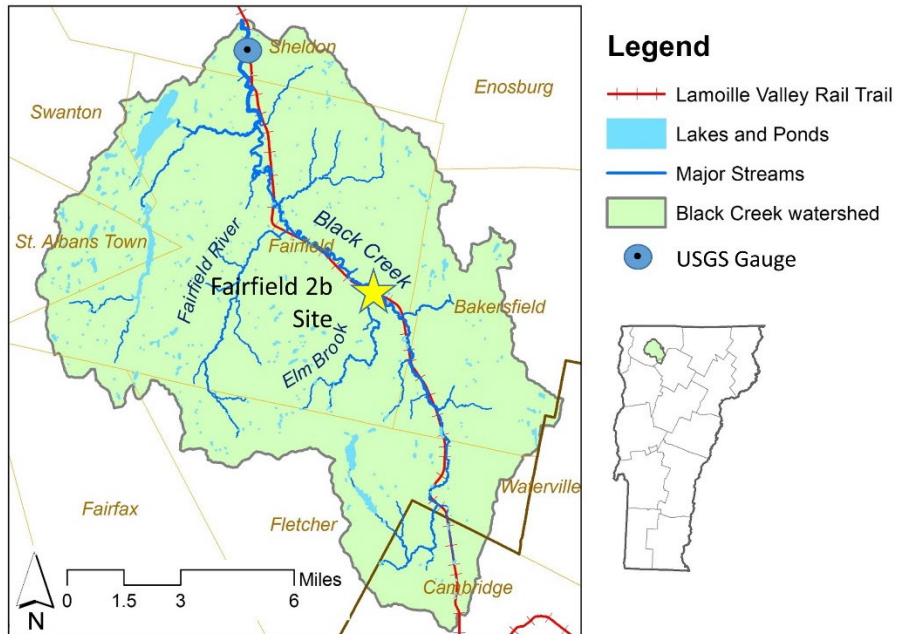 Sheldon
Enosburg
Swanton
St. Albans Town
Fairfield River
Black Creek
Fairfield
Fairfield 2b
Site
Bakersfield
Elm Brook
Waterville
Fairfax
Fletcher
Cambridge
N
Miles
0 1.5 3 6
Legend
Lamoille Valley Rail Trail
Lakes and Ponds
Major Streams
Black Creek watershed
USGS Gauge